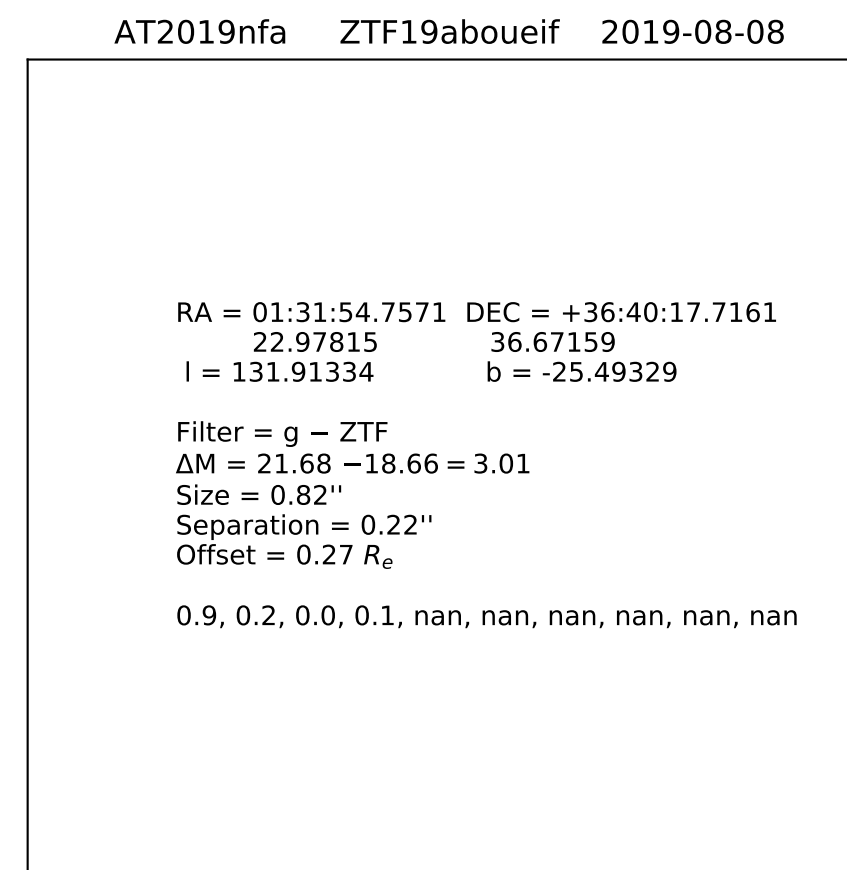 AT2019nfa ZTF19aboueif 2019-08-08
RA = 01:31:54.7571 DEC = +36:40:17.7161
22.97815 36.67159
l = 131.91334 b = -25.49329
Filter = g − ZTF
ΔM = 21.68 −18.66 = 3.01
Size = 0.82''
Separation = 0.22''
Offset = 0.27 Rₑ
0.9, 0.2, 0.0, 0.1, nan, nan, nan, nan, nan, nan